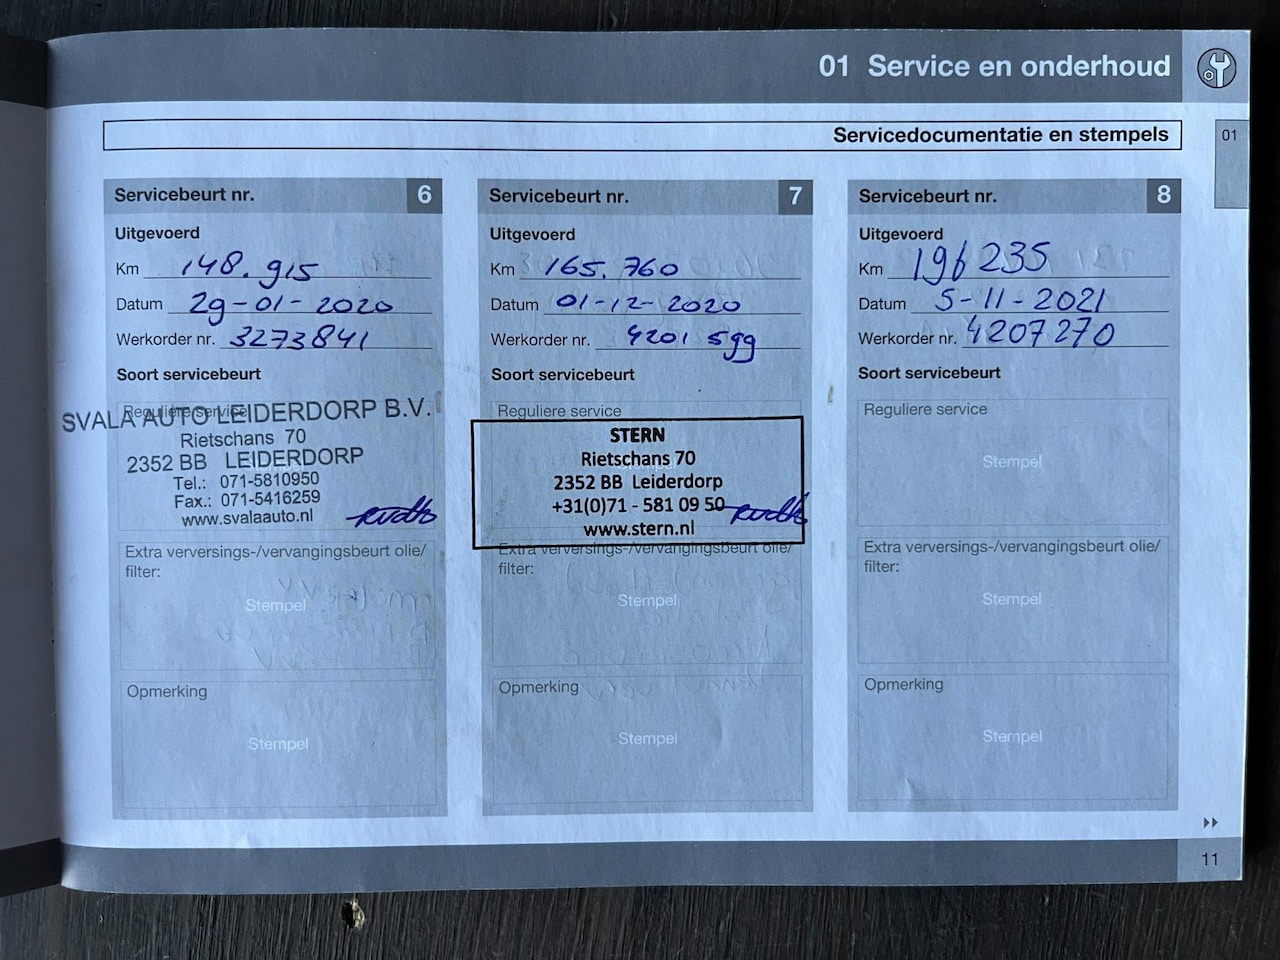 01 Service en onderhoud
Servicedocumentatie en stempels
01
Servicebeurt nr. 6
Uitgevoerd
Km 148.915
Datum 29-01-2020
Werkorder nr. 3273841
Soort servicebeurt
Reguliere service
SVALA AUTO LEIDERDORP B.V.
Rietschans 70
2352 BB LEIDERDORP
Tel.: 071-5810950
Fax.: 071-5416259
www.svalaauto.nl
Extra verversings-/vervangingsbeurt olie/
filter:
Stempel
Opmerking
Stempel
Servicebeurt nr. 7
Uitgevoerd
Km 165.760
Datum 01-12-2020
Werkorder nr. 4201599
Soort servicebeurt
Reguliere service
STERN
Rietschans 70
2352 BB Leiderdorp
+31(0)71 - 581 09 50
www.stern.nl
Extra verversings-/vervangingsbeurt olie/
filter:
Stempel
Opmerking
Stempel
Servicebeurt nr. 8
Uitgevoerd
Km 196235
Datum 5-11-2021
Werkorder nr. 4207270
Soort servicebeurt
Reguliere service
Stempel
Extra verversings-/vervangingsbeurt olie/
filter:
Stempel
Opmerking
Stempel
11